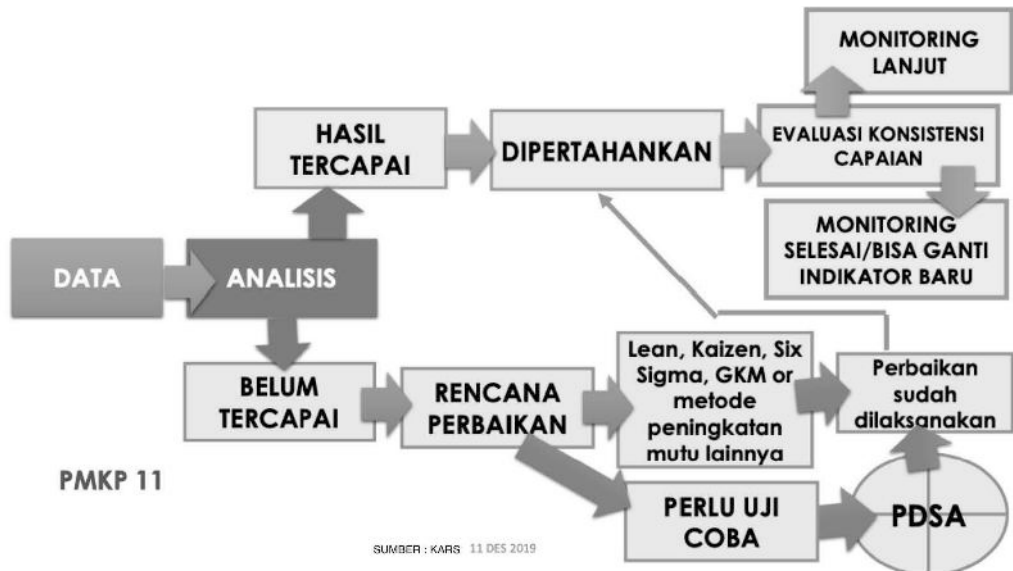 MONITORING
LANJUT
HASIL
TERCAPAI
DIPERTAHANKAN
EVALUASI KONSISTENSI
CAPAIAN
MONITORING
SELESAI/BISA GANTI
INDIKATOR BARU
DATA
ANALISIS
BELUM
TERCAPAI
RENCANA
PERBAIKAN
Lean, Kaizen, Six
Sigma, GKM or
metode
peningkatan
mutu lainnya
Perbaikan
sudah
dilaksanakan
PMKP 11
PERLU UJI
COBA
PDSA
SUMBER : KARS 11 DES 2019